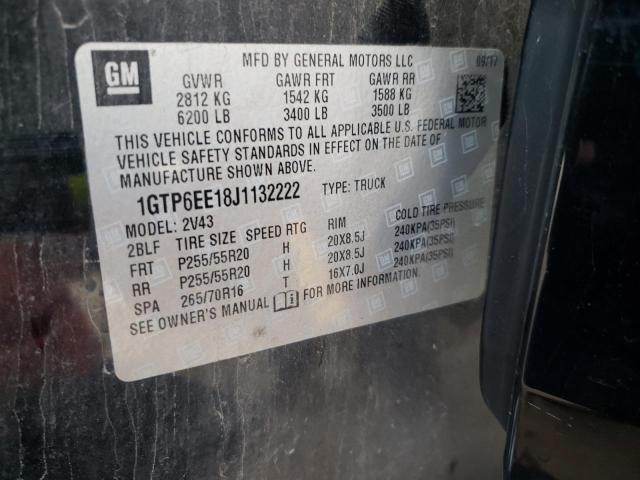 GM
MFD BY GENERAL MOTORS LLC 09/17
GVWR GAWR FRT GAWR RR
2812 KG 1542 KG 1588 KG
6200 LB 3400 LB 3500 LB
THIS VEHICLE CONFORMS TO ALL APPLICABLE U.S. FEDERAL MOTOR
VEHICLE SAFETY STANDARDS IN EFFECT ON THE DATE OF
MANUFACTURE SHOWN ABOVE.
1GTP6EE18J1132222 TYPE: TRUCK
MODEL: 2V43
2BLF TIRE SIZE SPEED RTG RIM COLD TIRE PRESSURE
FRT P255/55R20 H 20X8.5J 240KPA(35PSI)
RR P255/55R20 H 20X8.5J 240KPA(35PSI)
SPA 265/70R16 T 16X7.0J 240KPA(35PSI)
SEE OWNER'S MANUAL FOR MORE INFORMATION.